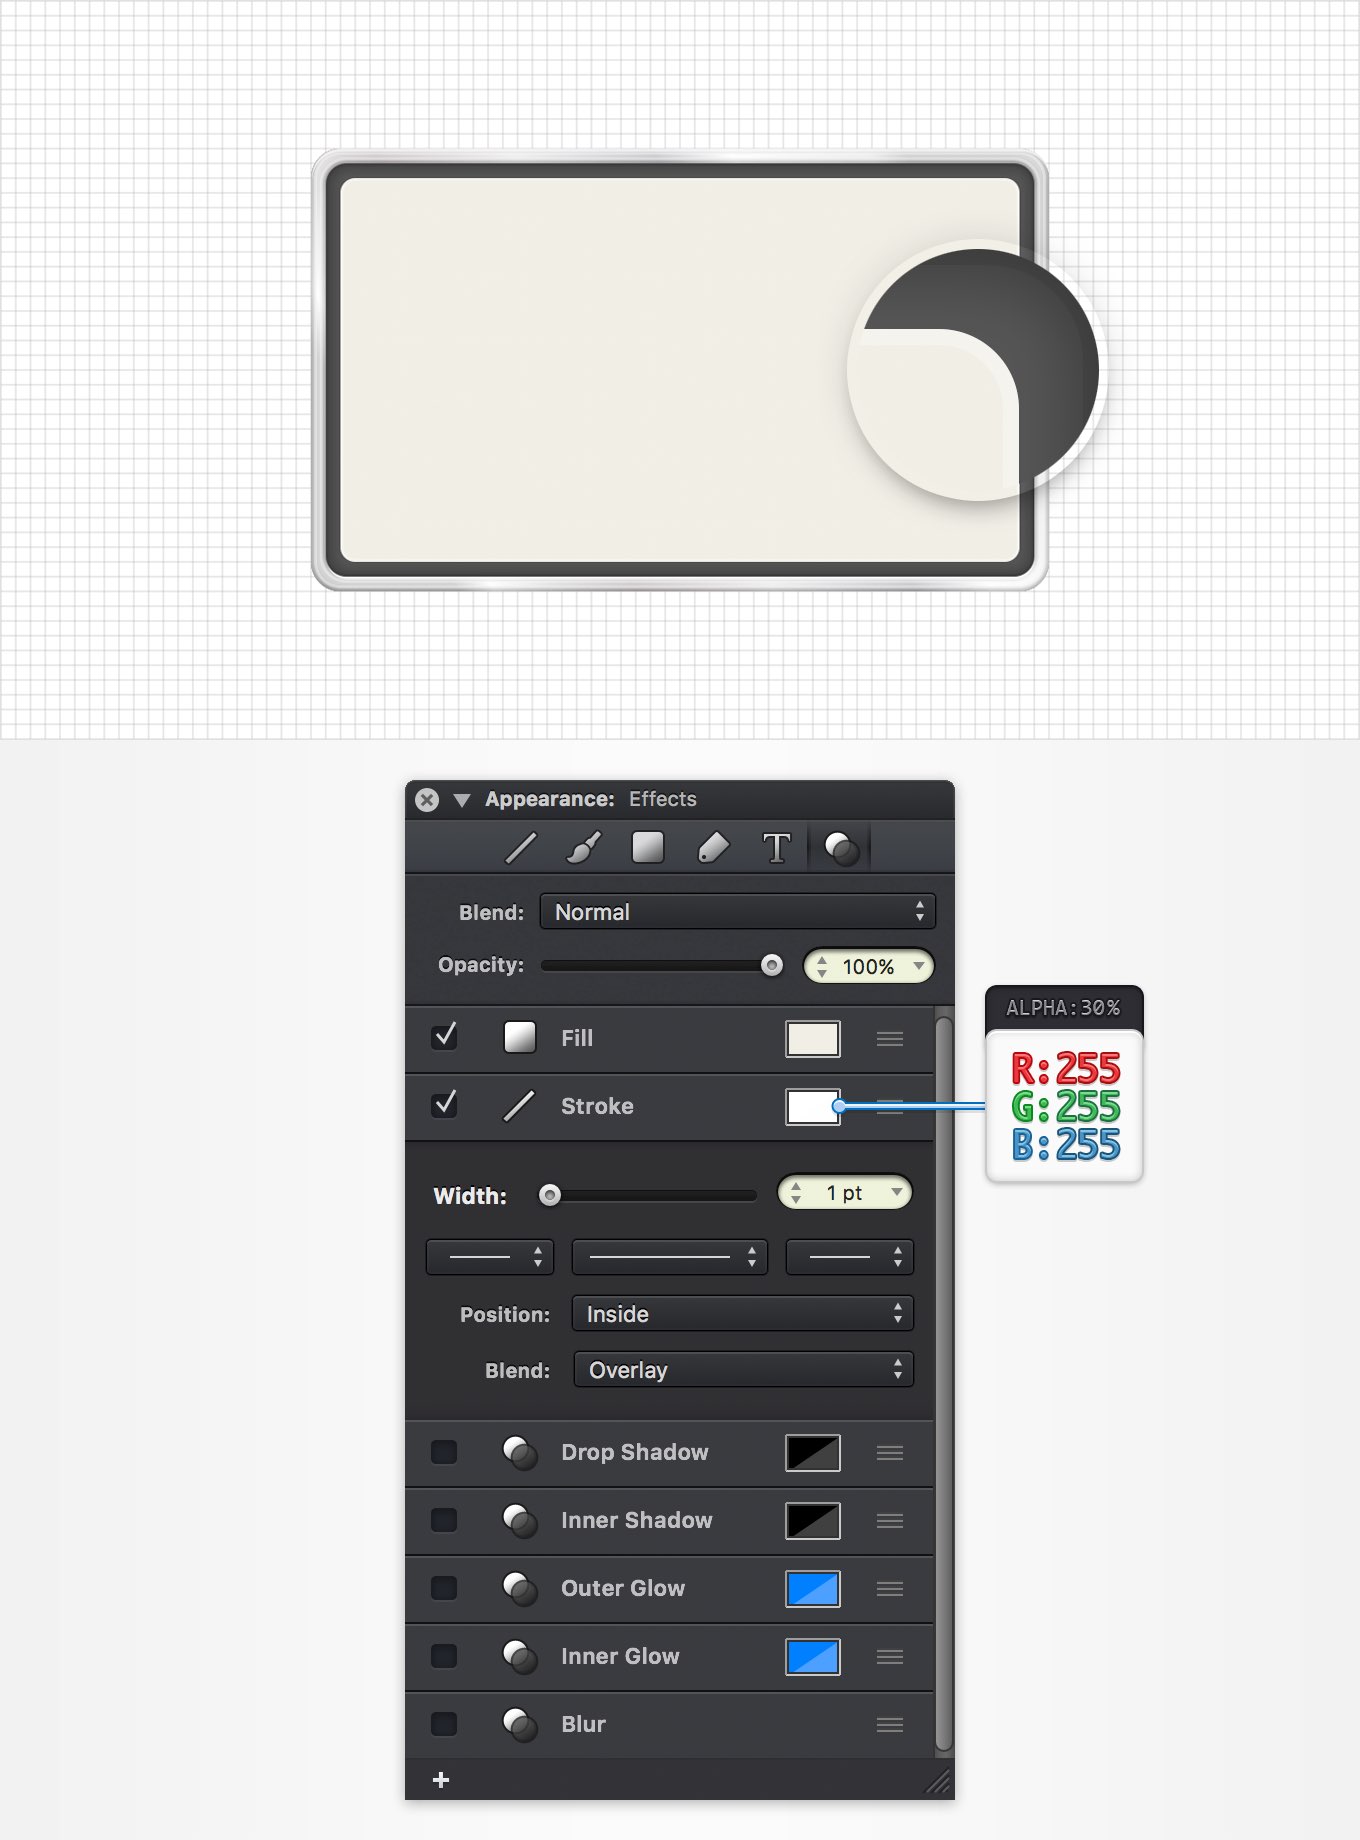 Appearance: Effects
T
Blend: Normal
Opacity: 100%
Fill
Stroke
ALPHA:30%
R:255
G:255
B:255
Width: 1 pt
Position: Inside
Blend: Overlay
Drop Shadow
Inner Shadow
Outer Glow
Inner Glow
Blur